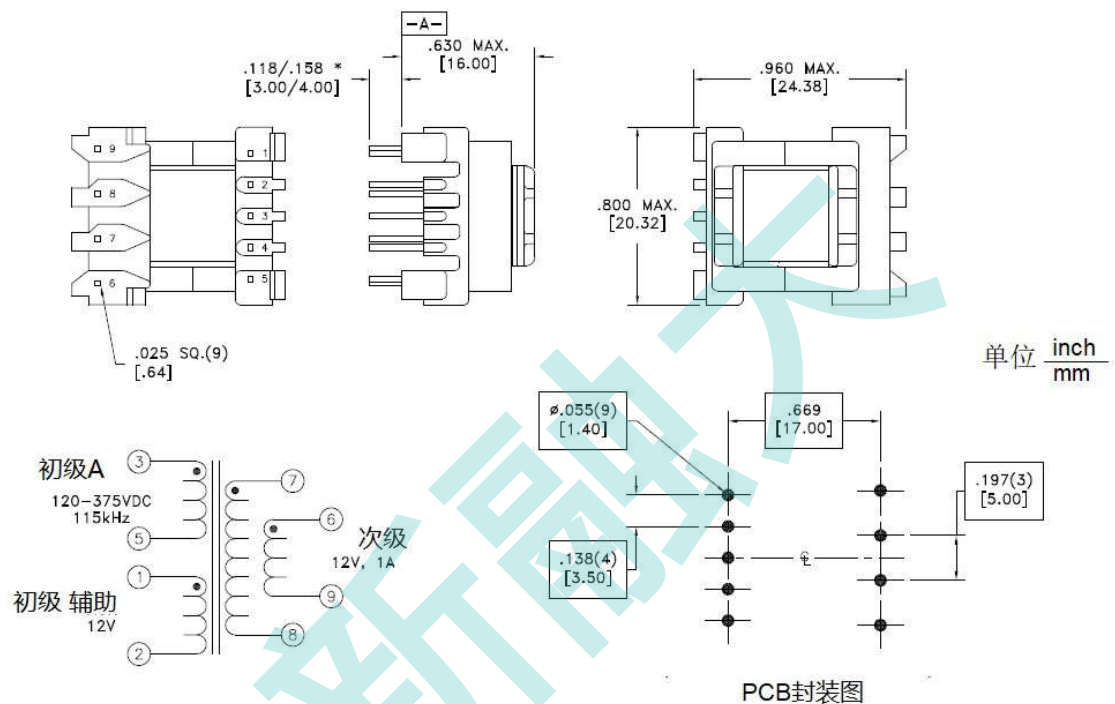 -A-
.630 MAX.
[16.00]
.118/.158 *
[3.00/4.00]
.960 MAX.
[24.38]
9
8
7
6
1
2
3
4
5
.800 MAX.
[20.32]
.025 SQ.(9)
[.64]
单位 inch
mm
ø.055(9)
[1.40]
.669
[17.00]
.197(3)
[5.00]
.138(4)
[3.50]
℄
初级A
120-375VDC
115kHz
3
5
初级 辅助
12V
1
2
7
8
6
9
次级
12V, 1A
PCB封装图
新融大